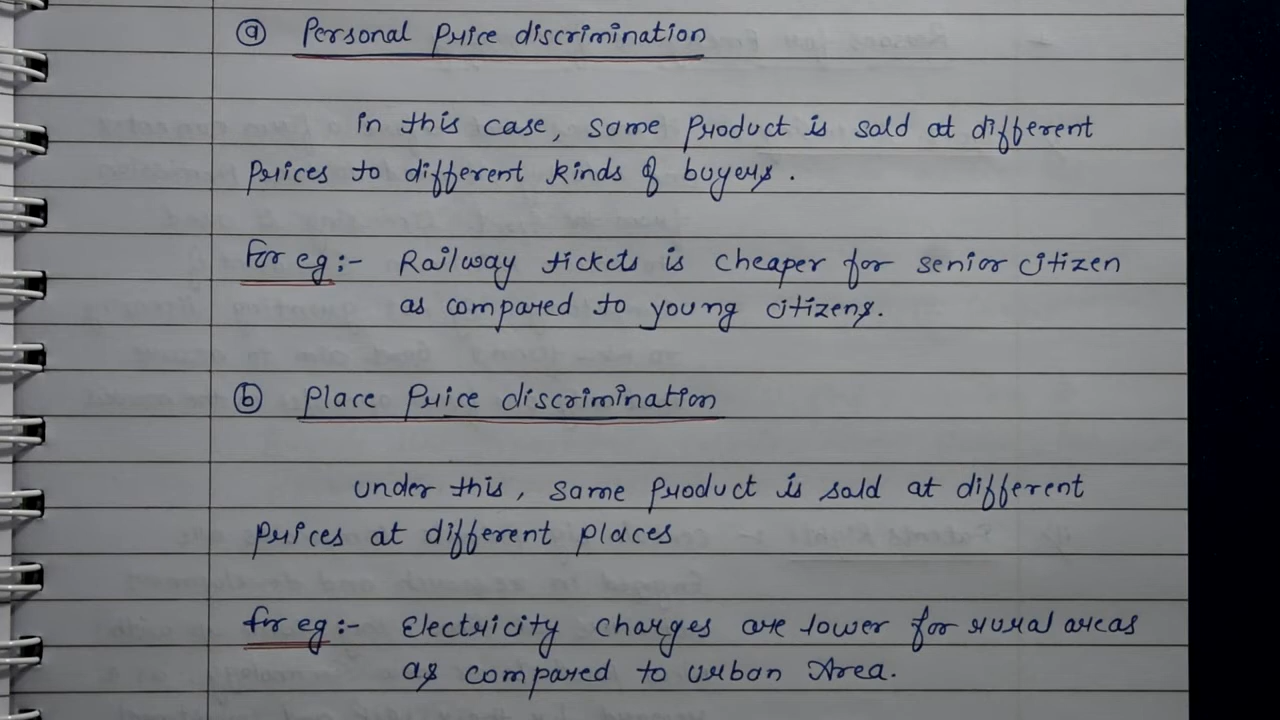 ⓐ Personal Price discrimination
in this case, same product is sold at different
prices to different kinds of buyers.
For eg:- Railway tickets is cheaper for senior citizen
as compared to young citizens.
ⓑ Place Price discrimination
under this, same product is sold at different
prices at different places
for eg:- Electricity charges are lower for rural areas
as compared to urban Area.